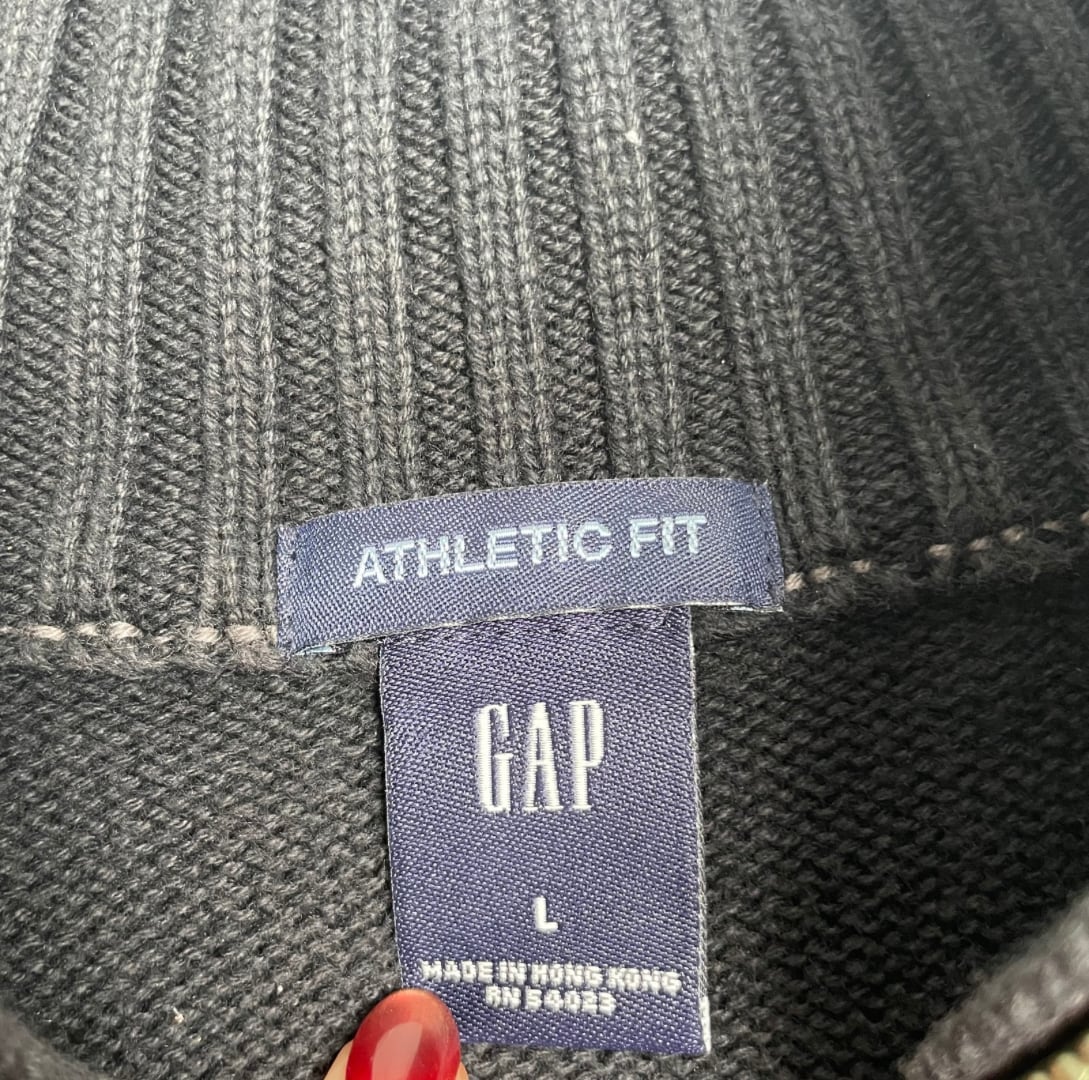 ATHLETIC FIT
GAP
L
MADE IN HONG KONG
RN 54023